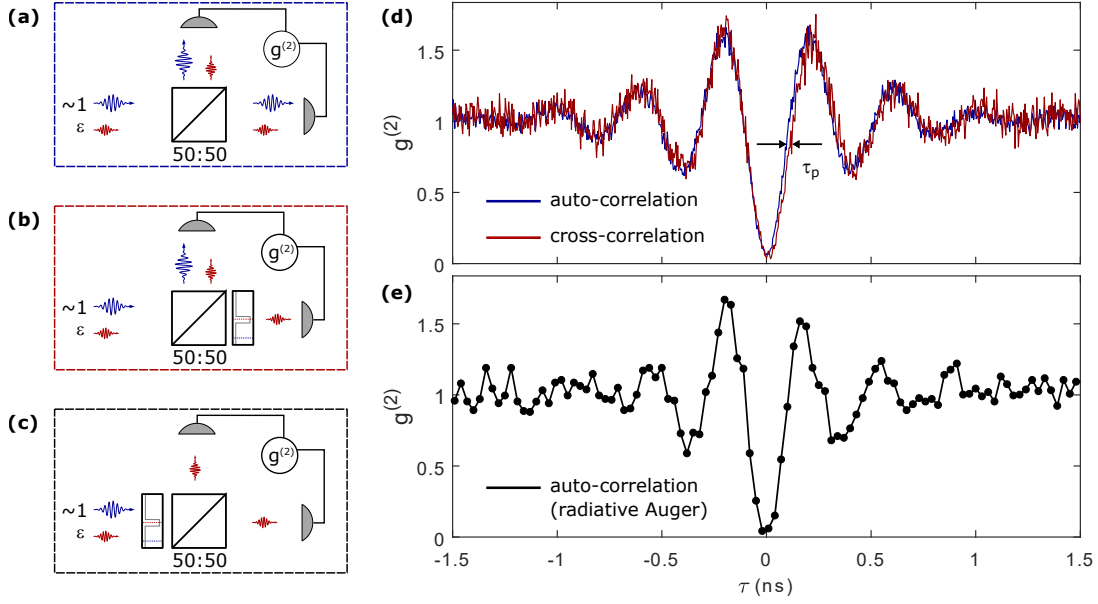 (a)
g(2)
~1
ε
50:50
(b)
g(2)
~1
ε
50:50
(c)
g(2)
~1
ε
50:50
(d)
g(2)
1.5
1
0.5
0
τp
auto-correlation
cross-correlation
(e)
g(2)
1.5
1
0.5
0
auto-correlation
(radiative Auger)
-1.5
-1
-0.5
0
0.5
1
1.5
τ (ns)